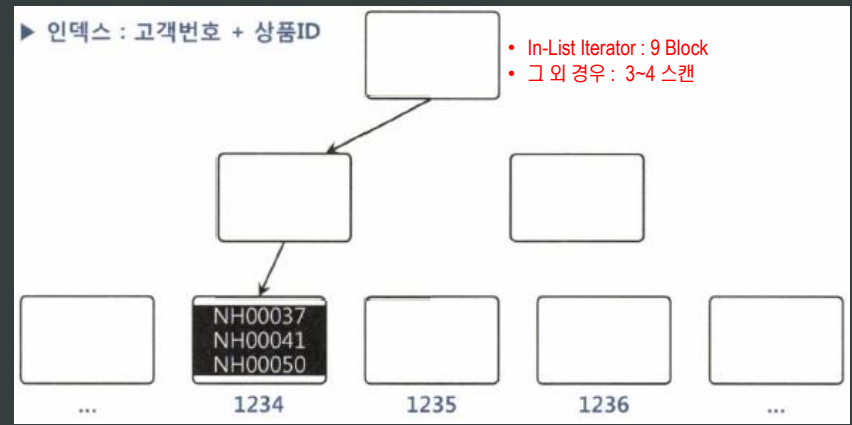 ▶ 인덱스 : 고객번호 + 상품ID
• In-List Iterator : 9 Block
• 그 외 경우 : 3~4 스캔
NH00037
NH00041
NH00050
... 1234 1235 1236 ...